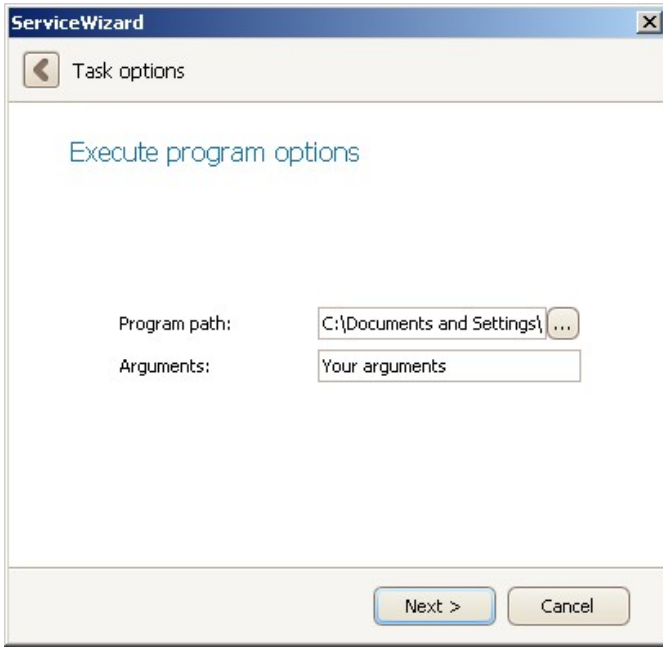 ServiceWizard
Task options
Execute program options
Program path: C:\Documents and Settings\ ...
Arguments: Your arguments
Next > Cancel